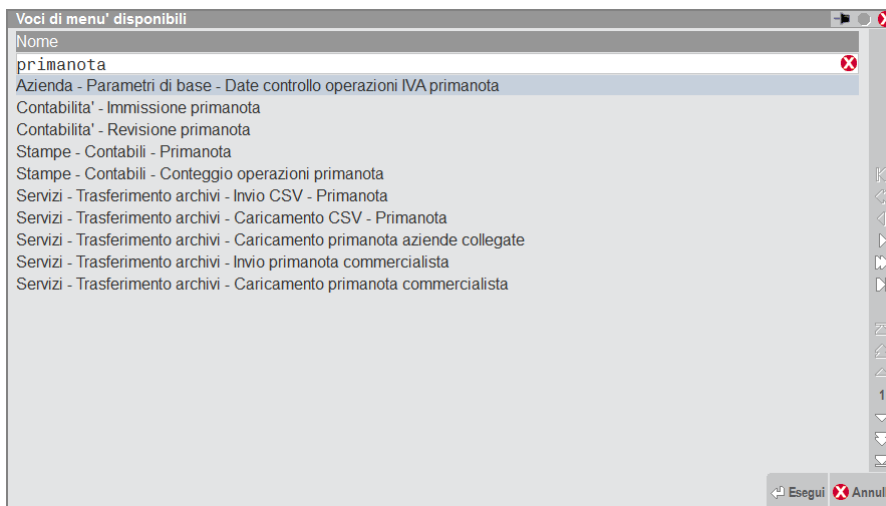 Voci di menu' disponibili
Nome
primanota
Azienda - Parametri di base - Date controllo operazioni IVA primanota
Contabilita' - Immissione primanota
Contabilita' - Revisione primanota
Stampe - Contabili - Primanota
Stampe - Contabili - Conteggio operazioni primanota
Servizi - Trasferimento archivi - Invio CSV - Primanota
Servizi - Trasferimento archivi - Caricamento CSV - Primanota
Servizi - Trasferimento archivi - Caricamento primanota aziende collegate
Servizi - Trasferimento archivi - Invio primanota commercialista
Servizi - Trasferimento archivi - Caricamento primanota commercialista
1
Esegui Annul